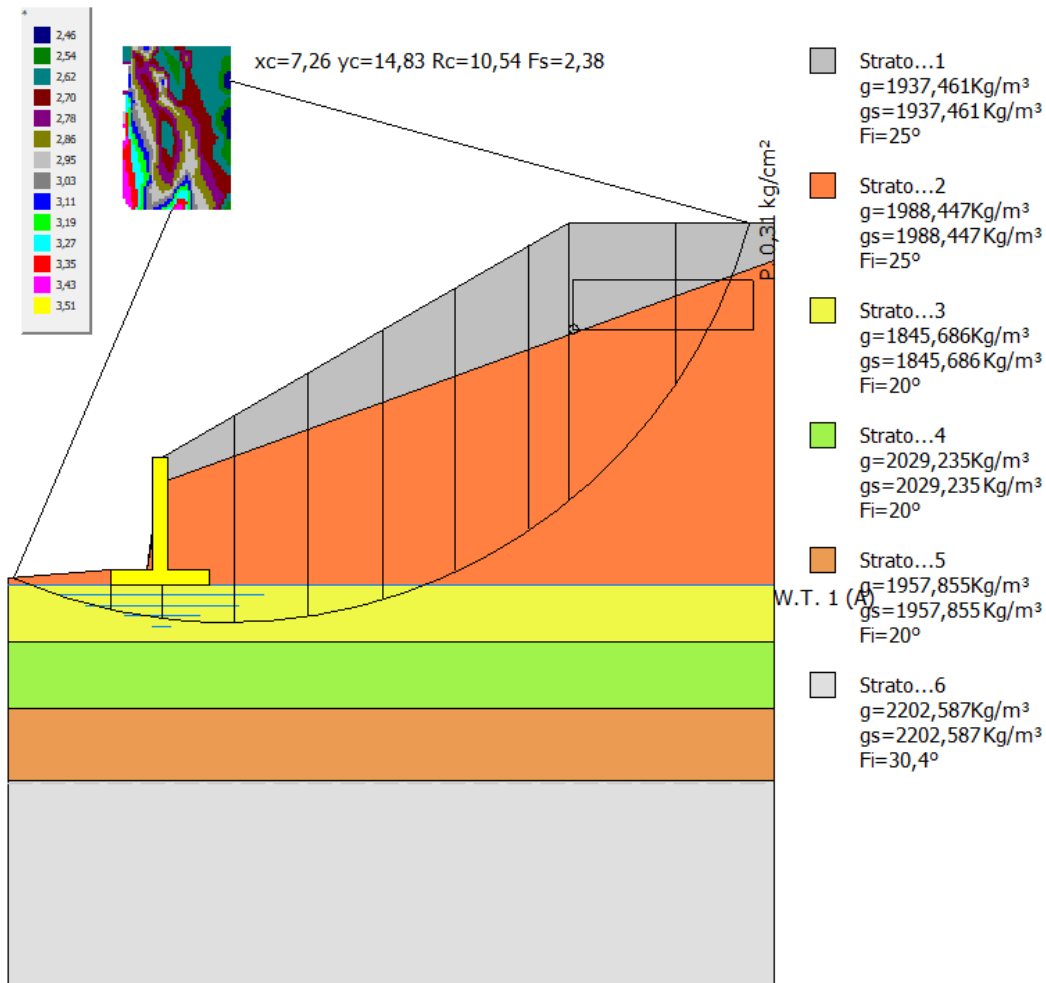 *
2,46
2,54
2,62
2,70
2,78
2,86
2,95
3,03
3,11
3,19
3,27
3,35
3,43
3,51
xc=7,26 yc=14,83 Rc=10,54 Fs=2,38
P 0,31 kg/cm²
W.T. 1 (A)
Strato...1
g=1937,461Kg/m³
gs=1937,461Kg/m³
Fi=25°
Strato...2
g=1988,447Kg/m³
gs=1988,447Kg/m³
Fi=25°
Strato...3
g=1845,686Kg/m³
gs=1845,686Kg/m³
Fi=20°
Strato...4
g=2029,235Kg/m³
gs=2029,235Kg/m³
Fi=20°
Strato...5
g=1957,855Kg/m³
gs=1957,855Kg/m³
Fi=20°
Strato...6
g=2202,587Kg/m³
gs=2202,587Kg/m³
Fi=30,4°